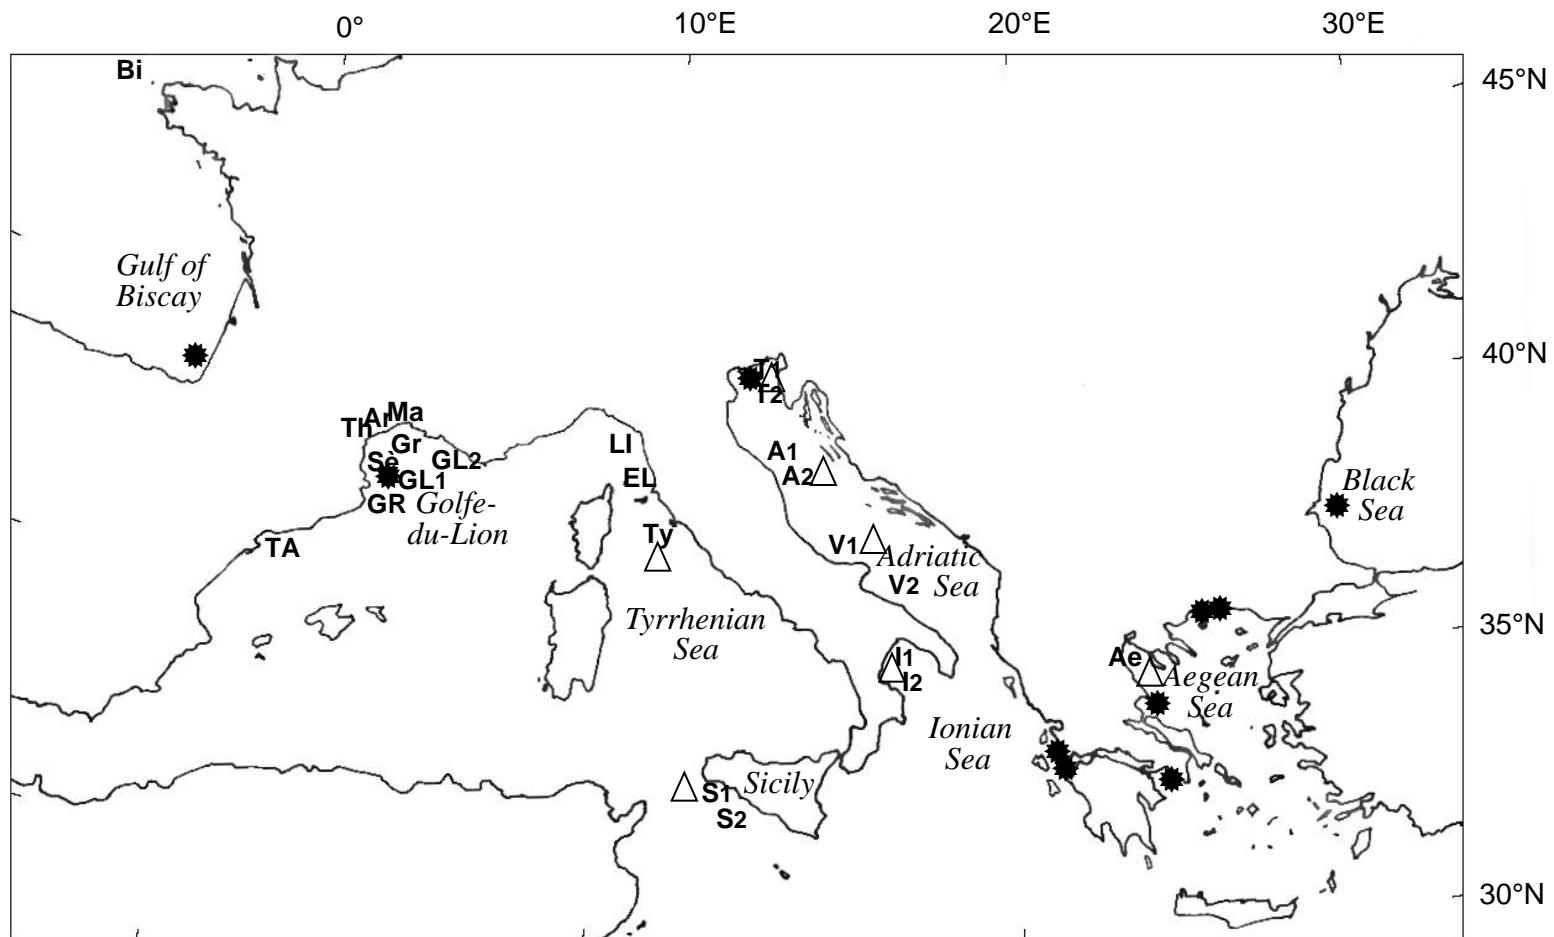 0°
10°E
20°E
30°E
Bi
45°N
Gulf of
Biscay
40°N
T1
T2
Th
Ar
Ma
Gr
LI
Sè
GL2
GL1
EL
GR
Golfe-
du-Lion
A1
A2
Black
Sea
TA
Ty
V1
V2
Adriatic
Sea
Tyrrhenian
Sea
35°N
I1
I2
Ae
Aegean
Sea
Ionian
Sea
Sicily
S1
S2
30°N